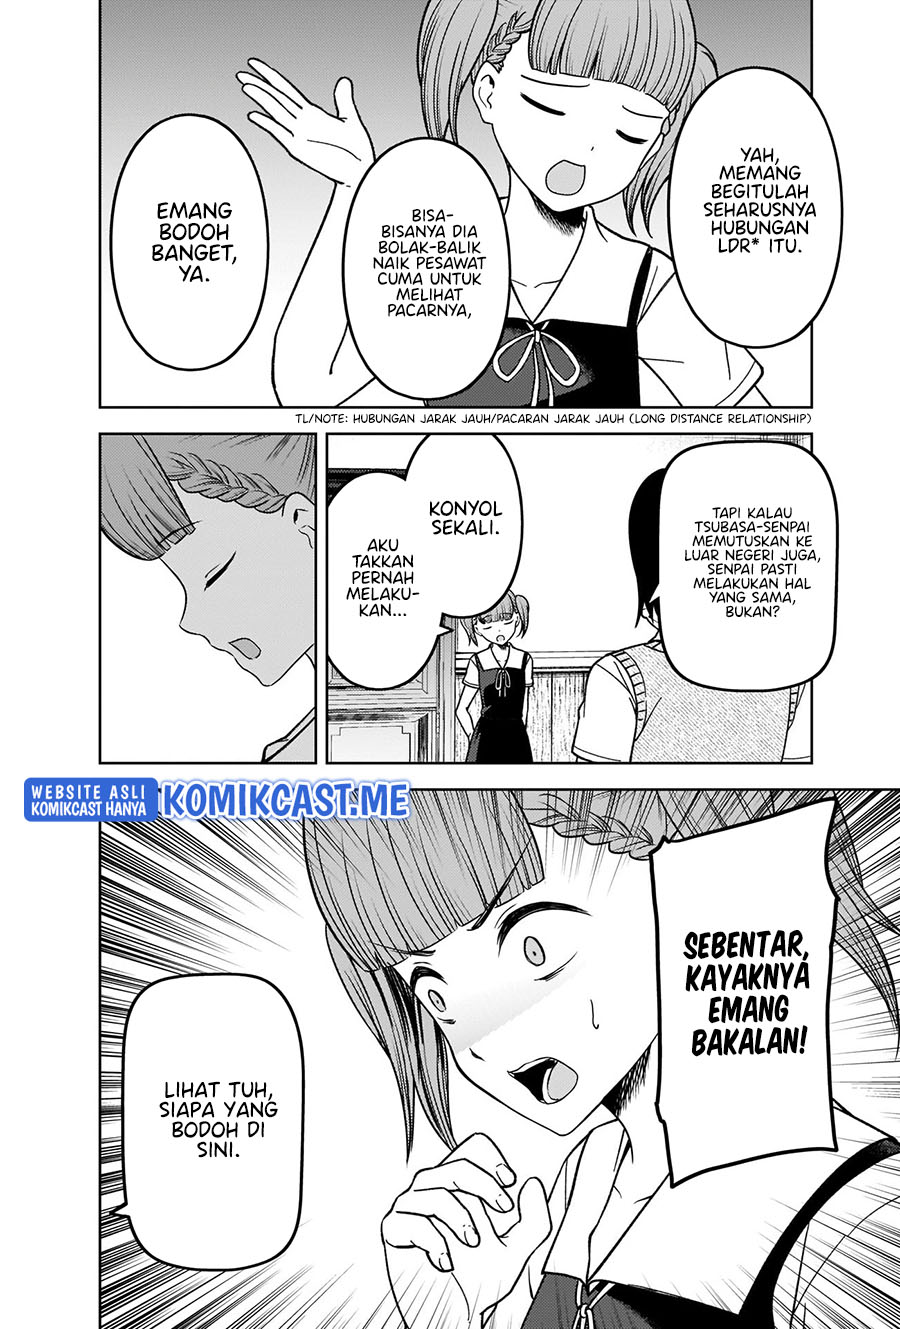 YAH,
MEMANG
BEGITULAH
SEHARUSNYA
HUBUNGAN
LDR* ITU.
BISA-
BISANYA DIA
BOLAK-BALIK
NAIK PESAWAT
CUMA UNTUK
MELIHAT
PACARNYA,
EMANG
BODOH
BANGET,
YA.
TL/NOTE: HUBUNGAN JARAK JAUH/PACARAN JARAK JAUH (LONG DISTANCE RELATIONSHIP)
TAPI KALAU
TSUBASA-SENPAI
MEMUTUSKAN KE
LUAR NEGERI JUGA,
SENPAI PASTI
MELAKUKAN HAL
YANG SAMA,
BUKAN?
KONYOL
SEKALI.
AKU
TAKKAN
PERNAH
MELAKU-
KAN...
WEBSITE ASLI
KOMIKCAST HANYA
KOMIKCAST.ME
SEBENTAR,
KAYAKNYA
EMANG
BAKALAN!
LIHAT TUH,
SIAPA YANG
BODOH DI
SINI.